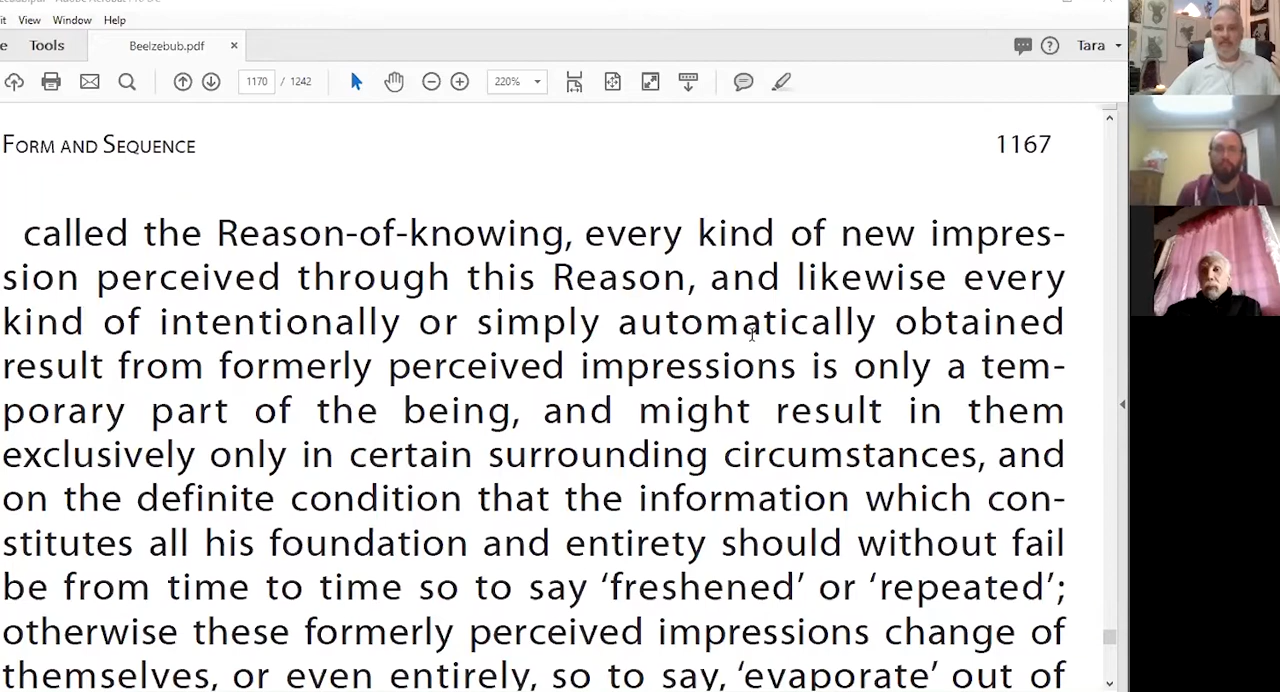 it View Window Help
e Tools Beelzebub.pdf × Tara
1170 / 1242 220%
FORM AND SEQUENCE 1167
called the Reason-of-knowing, every kind of new impres-
sion perceived through this Reason, and likewise every
kind of intentionally or simply automatically obtained
result from formerly perceived impressions is only a tem-
porary part of the being, and might result in them
exclusively only in certain surrounding circumstances, and
on the definite condition that the information which con-
stitutes all his foundation and entirety should without fail
be from time to time so to say ‘freshened’ or ‘repeated’;
otherwise these formerly perceived impressions change of
themselves, or even entirely, so to say, ‘evaporate’ out of